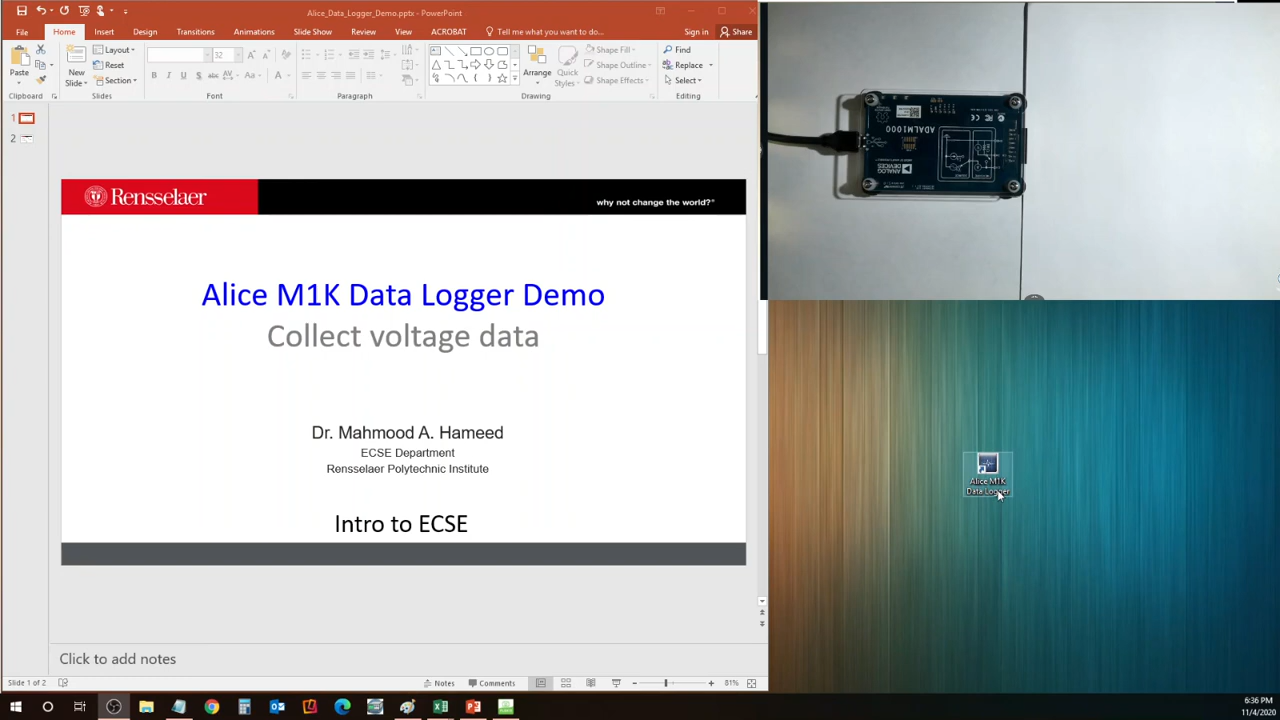 Alice_Data_Logger_Demo.pptx - PowerPoint
File Home Insert Design Transitions Animations Slide Show Review View ACROBAT Tell me what you want to do... Sign in Share
Paste
New Slide
Layout
Reset
Section
32
Arrange
Quick Styles
Shape Fill
Shape Outline
Shape Effects
Find
Replace
Select
Clipboard Slides Font Paragraph Drawing Editing
1
2
Rensselaer
why not change the world?®
Alice M1K Data Logger Demo
Collect voltage data
Dr. Mahmood A. Hameed
ECSE Department
Rensselaer Polytechnic Institute
Intro to ECSE
Click to add notes
Slide 1 of 2 Notes Comments 81%
ADALM1000
ANALOG DEVICES
Alice M1K
Data Logger
6:36 PM
11/4/2020